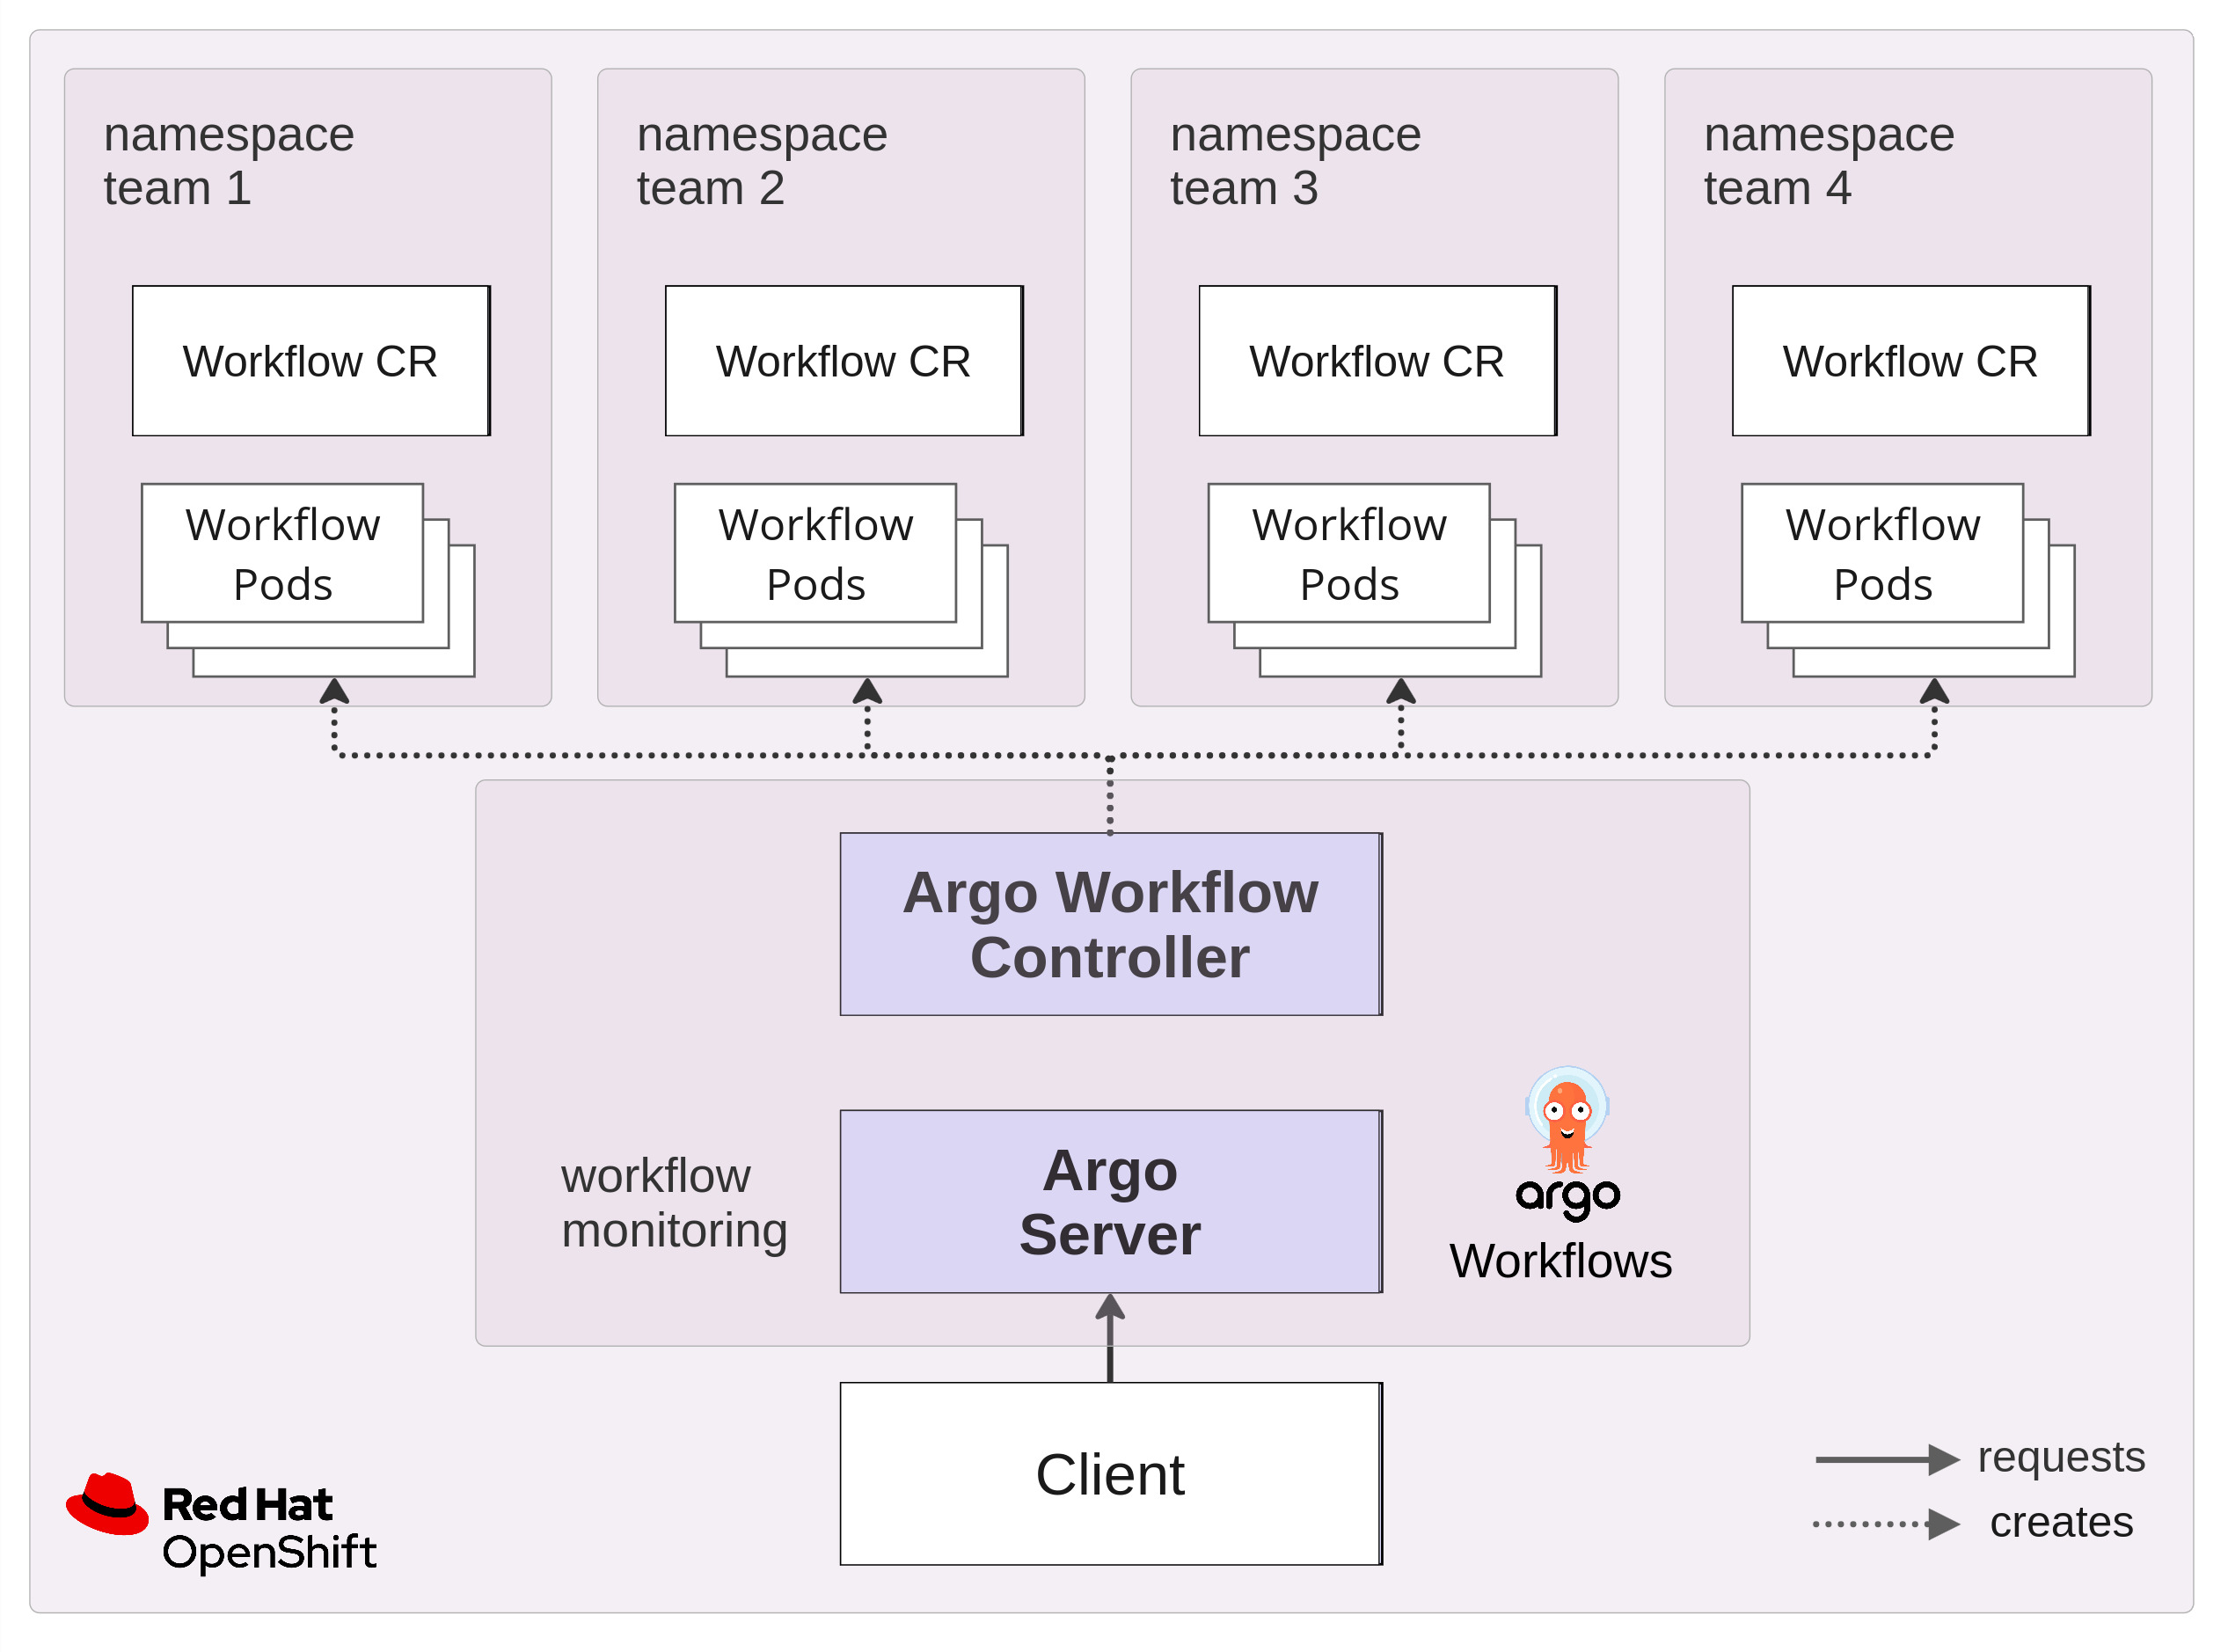 namespace
team 1
namespace
team 2
namespace
team 3
namespace
team 4
Workflow CR
Workflow CR
Workflow CR
Workflow CR
Workflow
Pods
Workflow
Pods
Workflow
Pods
Workflow
Pods
Argo Workflow
Controller
workflow
monitoring
Argo
Server
argo
Workflows
Client
requests
creates
Red Hat
OpenShift